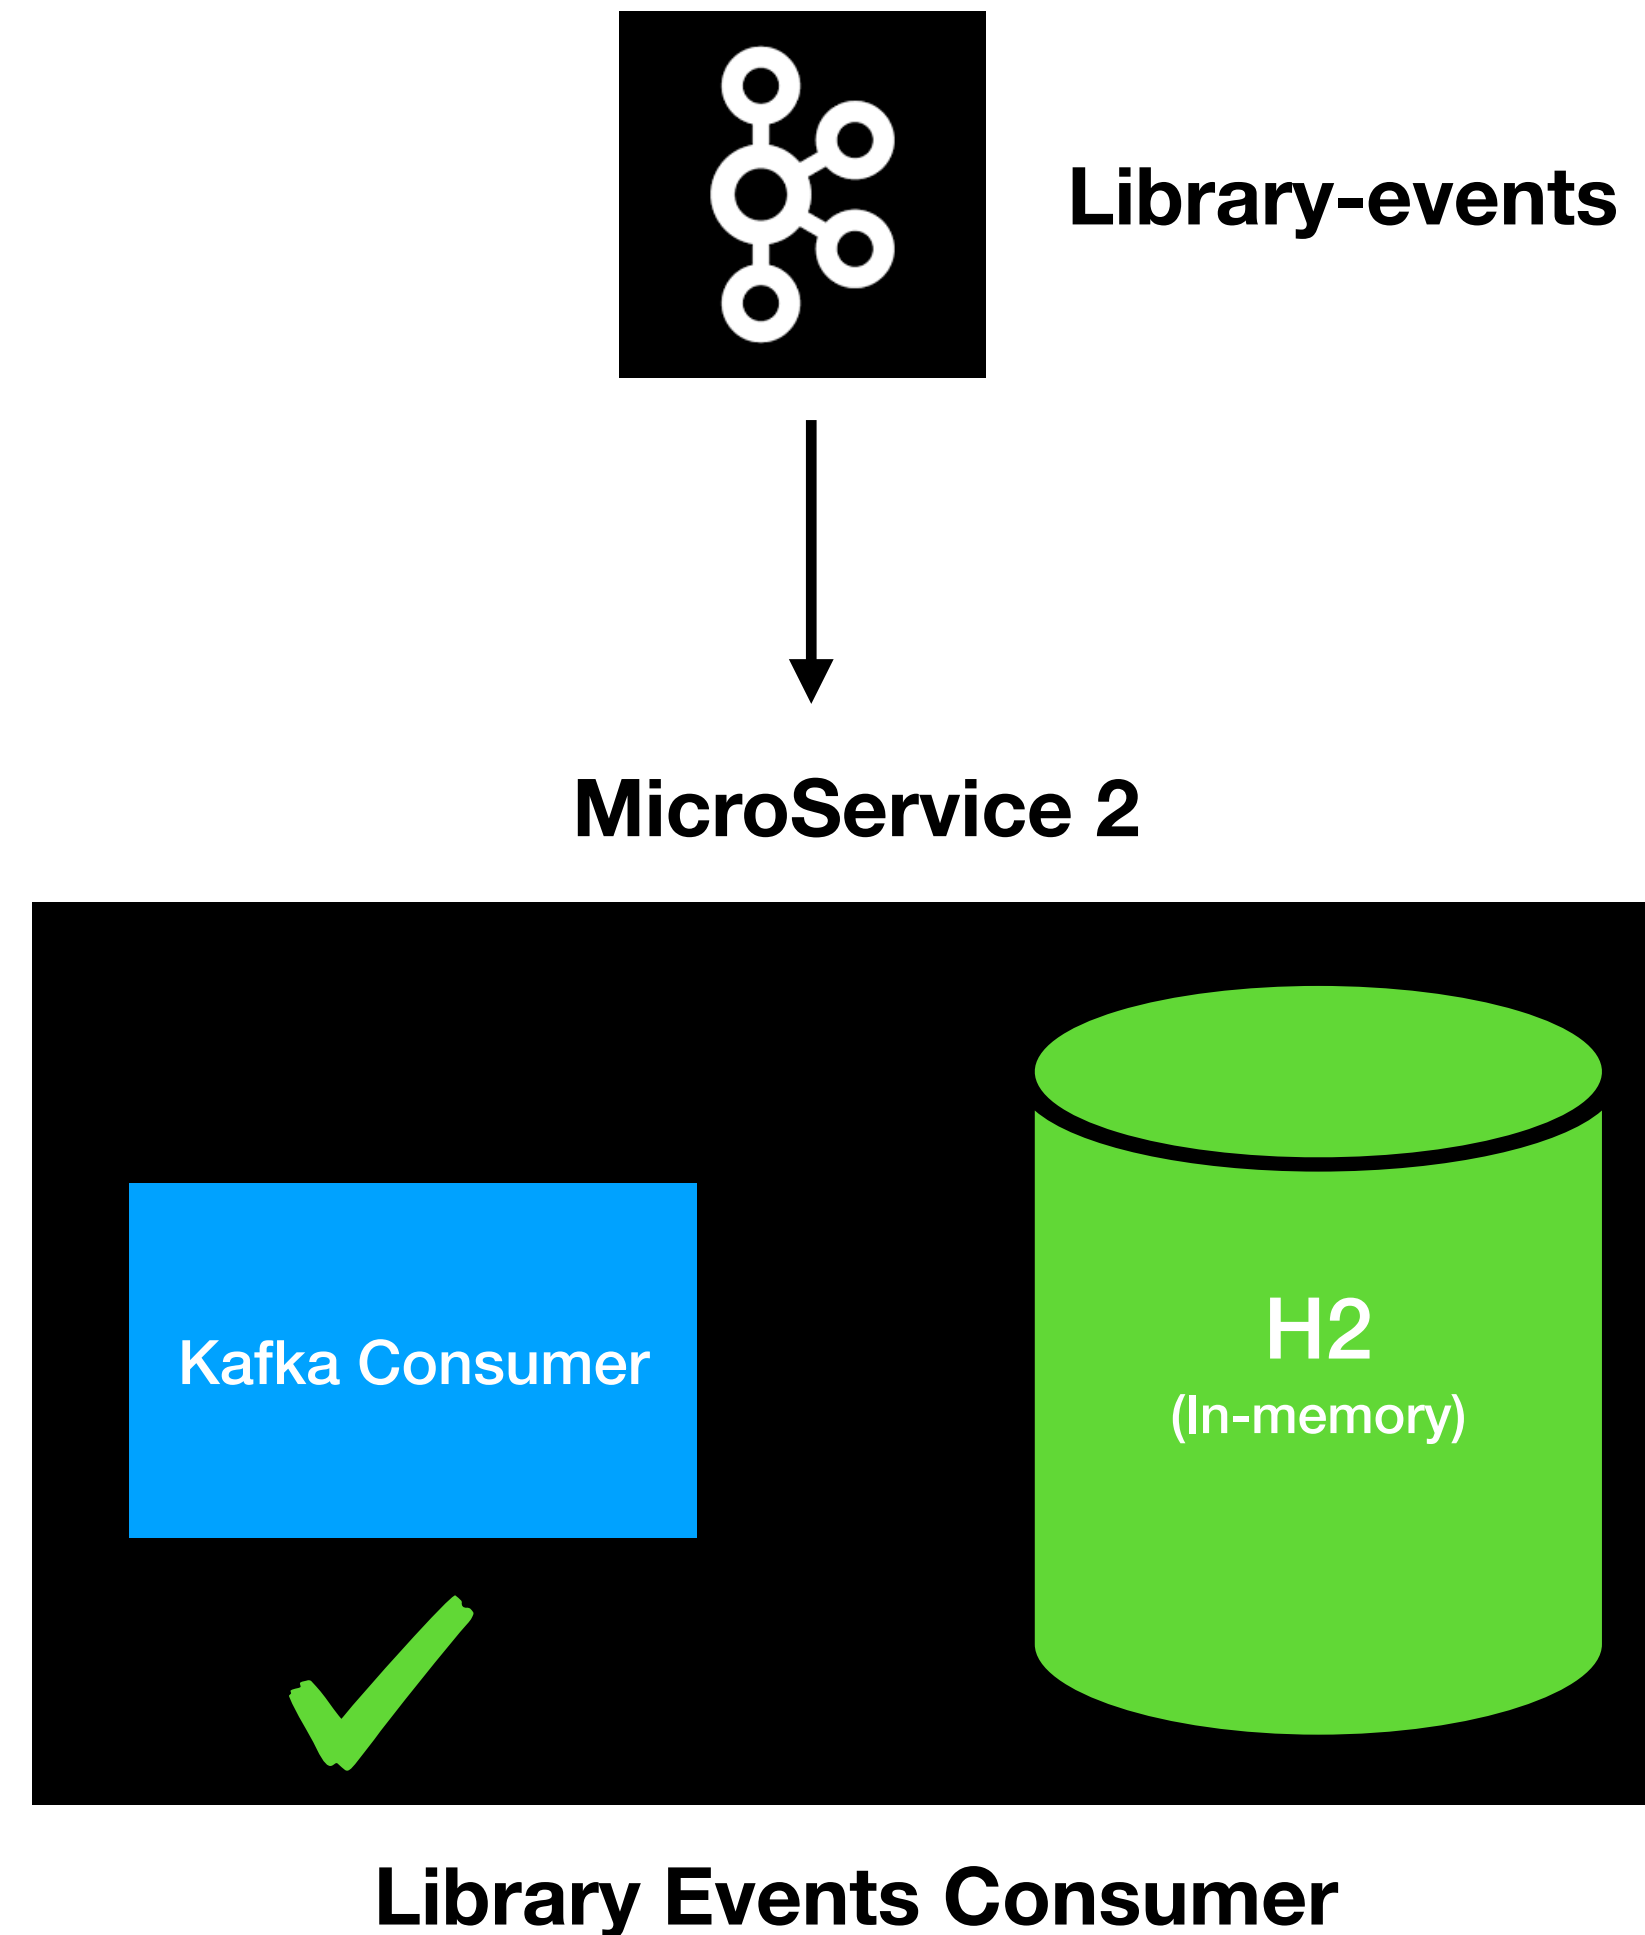 Library-events
MicroService 2
Kafka Consumer
H2
(In-memory)
Library Events Consumer